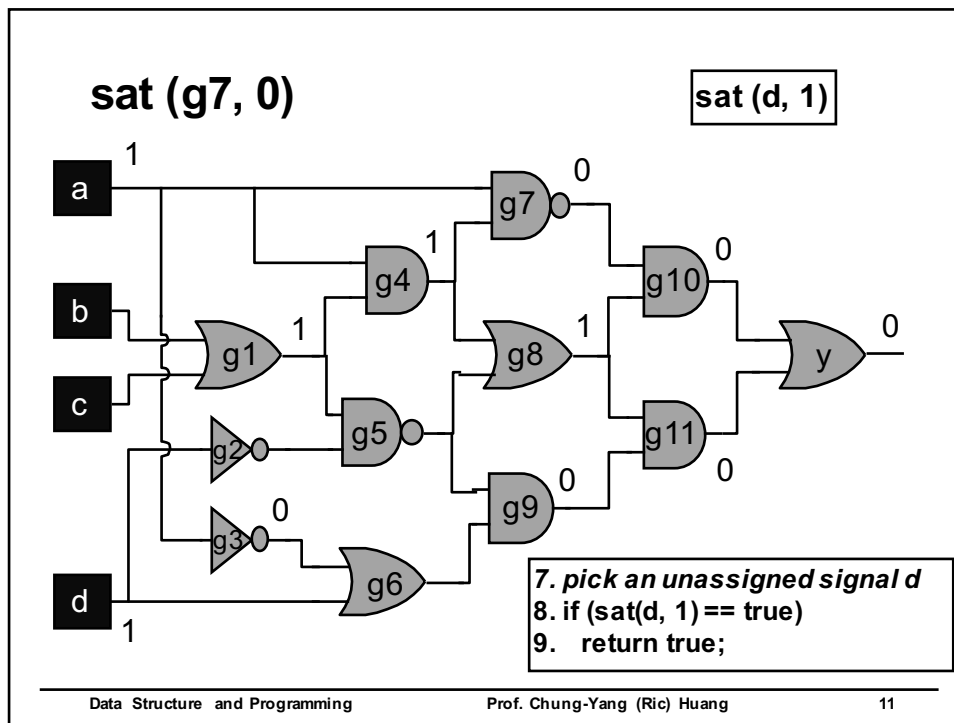 sat (g7, 0)
sat (d, 1)
1
a
g7
0
1
g4
g10
0
b
g1
1
g8
1
y
0
c
g2
g5
g11
0
g3
0
g9
0
d
1
g6
7. pick an unassigned signal d
8. if (sat(d, 1) == true)
9. return true;
Data Structure and Programming Prof. Chung-Yang (Ric) Huang 11